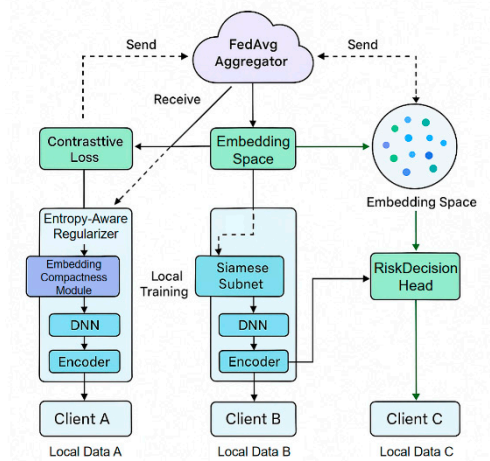 FedAvg
Aggregator
Send
Send
Receive
Contrasttive
Loss
Embedding
Space
Embedding Space
Entropy-Aware
Regularizer
Embedding
Compactness
Module
DNN
Encoder
Local
Training
Siamese
Subnet
DNN
Encoder
RiskDecision
Head
Client A
Client B
Client C
Local Data A
Local Data B
Local Data C